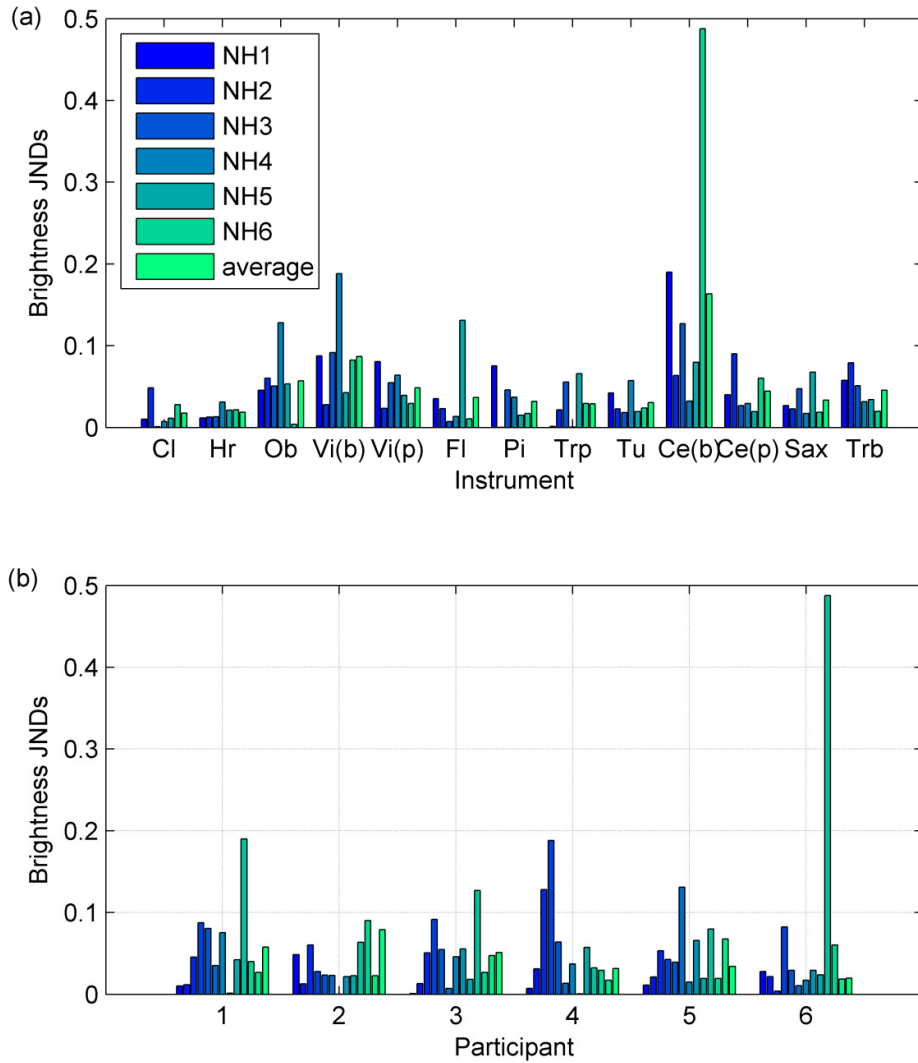 (a)
0.5
0.4
0.3
0.2
0.1
0
Brightness JNDs
NH1
NH2
NH3
NH4
NH5
NH6
average
Cl Hr Ob Vi(b) Vi(p) Fl Pi Trp Tu Ce(b) Ce(p) Sax Trb
Instrument
(b)
0.5
0.4
0.3
0.2
0.1
0
Brightness JNDs
1 2 3 4 5 6
Participant